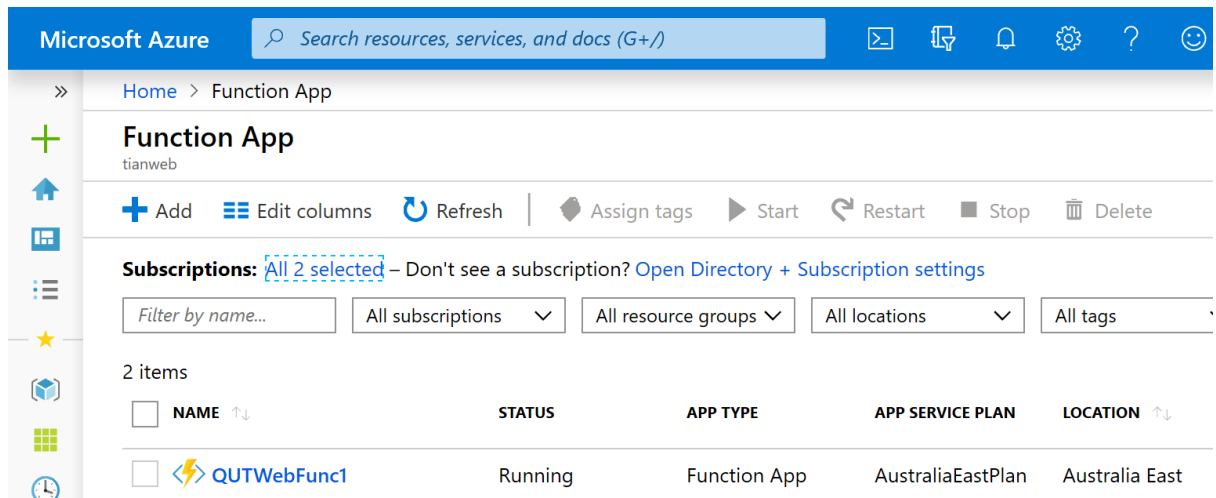 Microsoft Azure Search resources, services, and docs (G+/)
Home > Function App
Function App
tianweb
Add Edit columns Refresh Assign tags Start Restart Stop Delete
Subscriptions: All 2 selected – Don't see a subscription? Open Directory + Subscription settings
Filter by name... All subscriptions All resource groups All locations All tags
2 items
NAME STATUS APP TYPE APP SERVICE PLAN LOCATION
QUTWebFunc1 Running Function App AustraliaEastPlan Australia East